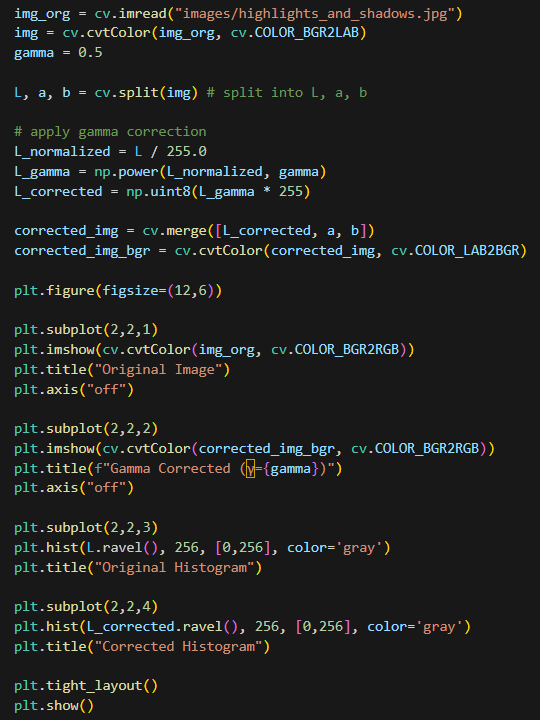 img_org = cv.imread("images/highlights_and_shadows.jpg")
img = cv.cvtColor(img_org, cv.COLOR_BGR2LAB)
gamma = 0.5
L, a, b = cv.split(img) # split into L, a, b
# apply gamma correction
L_normalized = L / 255.0
L_gamma = np.power(L_normalized, gamma)
L_corrected = np.uint8(L_gamma * 255)
corrected_img = cv.merge([L_corrected, a, b])
corrected_img_bgr = cv.cvtColor(corrected_img, cv.COLOR_LAB2BGR)
plt.figure(figsize=(12,6))
plt.subplot(2,2,1)
plt.imshow(cv.cvtColor(img_org, cv.COLOR_BGR2RGB))
plt.title("Original Image")
plt.axis("off")
plt.subplot(2,2,2)
plt.imshow(cv.cvtColor(corrected_img_bgr, cv.COLOR_BGR2RGB))
plt.title(f"Gamma Corrected (γ={gamma})")
plt.axis("off")
plt.subplot(2,2,3)
plt.hist(L.ravel(), 256, [0,256], color='gray')
plt.title("Original Histogram")
plt.subplot(2,2,4)
plt.hist(L_corrected.ravel(), 256, [0,256], color='gray')
plt.title("Corrected Histogram")
plt.tight_layout()
plt.show()